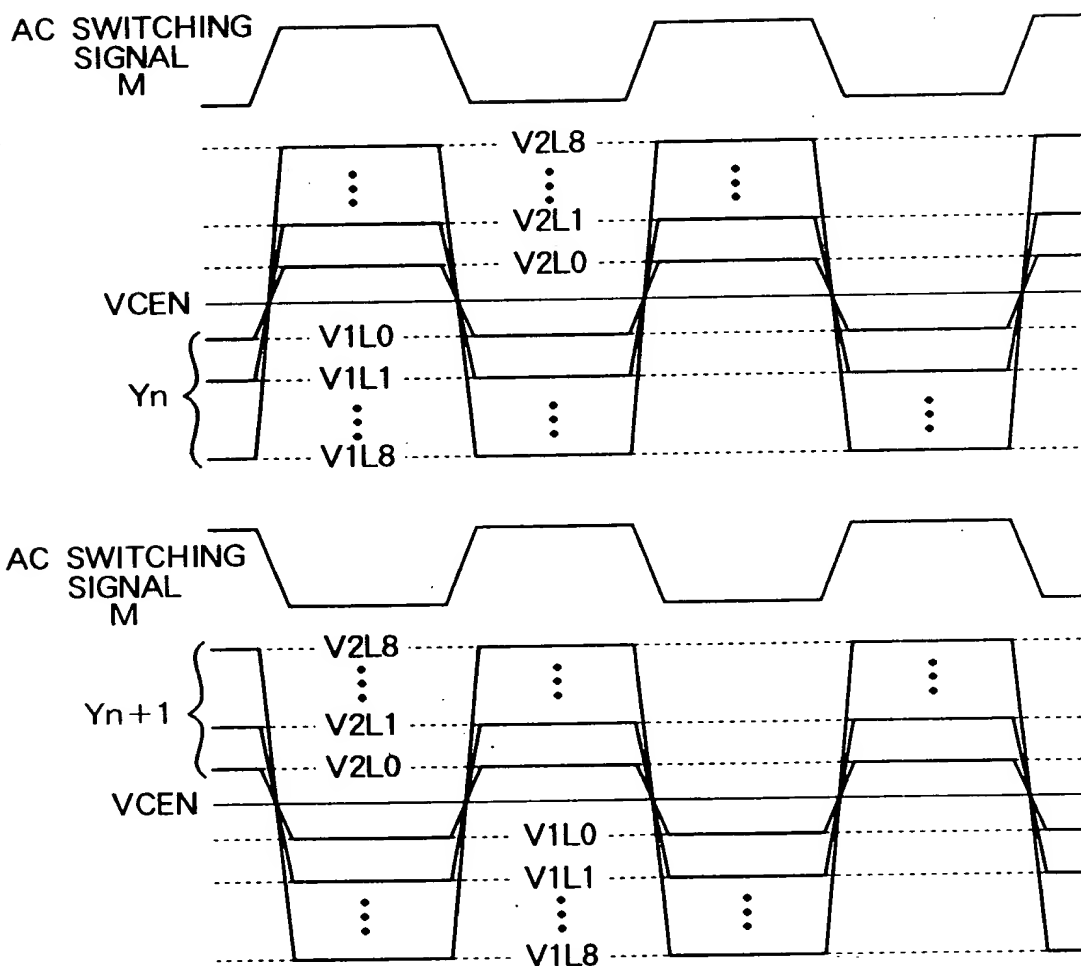 AC SWITCHING
SIGNAL
M
V2L8
V2L1
V2L0
VCEN
V1L0
Yn
V1L1
V1L8
AC SWITCHING
SIGNAL
M
V2L8
Yn+1
V2L1
V2L0
VCEN
V1L0
V1L1
V1L8